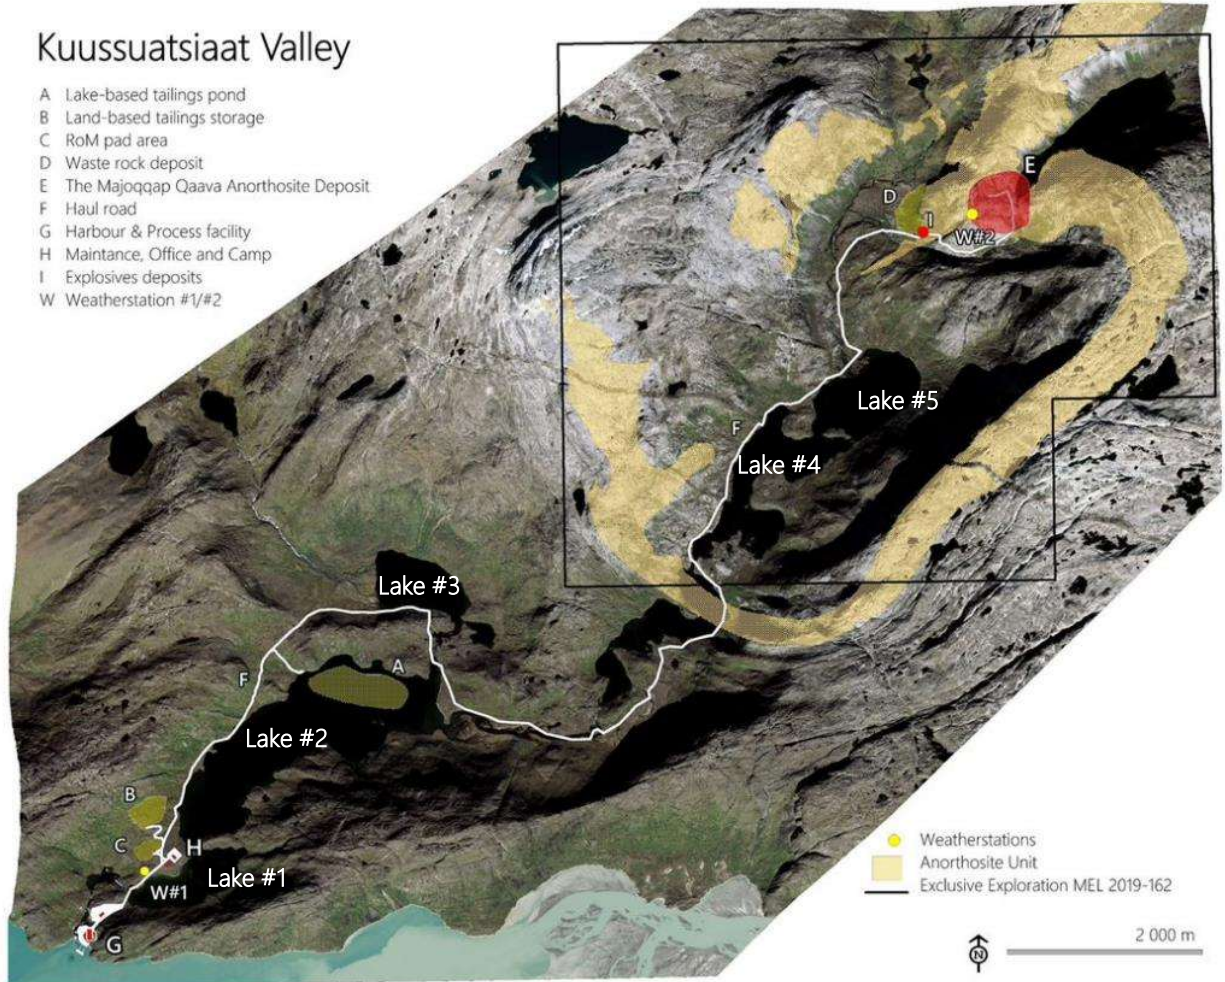 Kuussuatsiaat Valley
A Lake-based tailings pond
B Land-based tailings storage
C RoM pad area
D Waste rock deposit
E The Majoqqap Qaava Anorthosite Deposit
F Haul road
G Harbour & Process facility
H Maintance, Office and Camp
I Explosives deposits
W Weatherstation #1/#2
E
D
I
W#2
Lake #5
F
Lake #4
Lake #3
A
F
Lake #2
B
C
H
Lake #1
W#1
G
Weatherstations
Anorthosite Unit
Exclusive Exploration MEL 2019-162
2 000 m
N